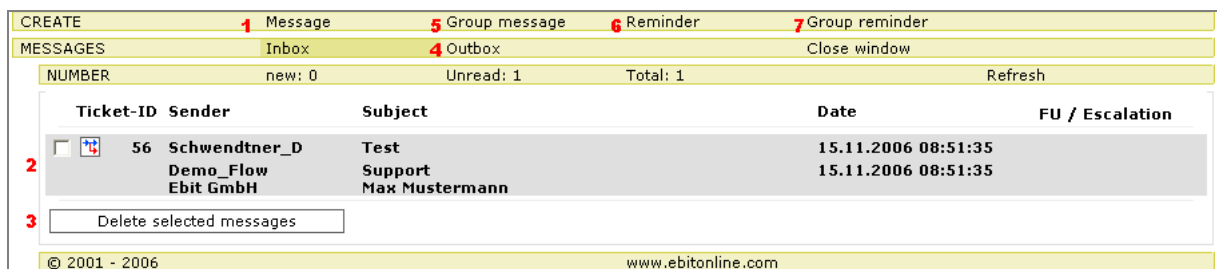 CREATE 1 Message 5 Group message 6 Reminder 7 Group reminder
MESSAGES Inbox 4 Outbox Close window
NUMBER new: 0 Unread: 1 Total: 1 Refresh
Ticket-ID Sender Subject Date FU / Escalation
56 Schwendtner_D Test 15.11.2006 08:51:35
2 Demo_Flow Support 15.11.2006 08:51:35
Ebit GmbH Max Mustermann
3 Delete selected messages
© 2001 - 2006 www.ebitonline.com